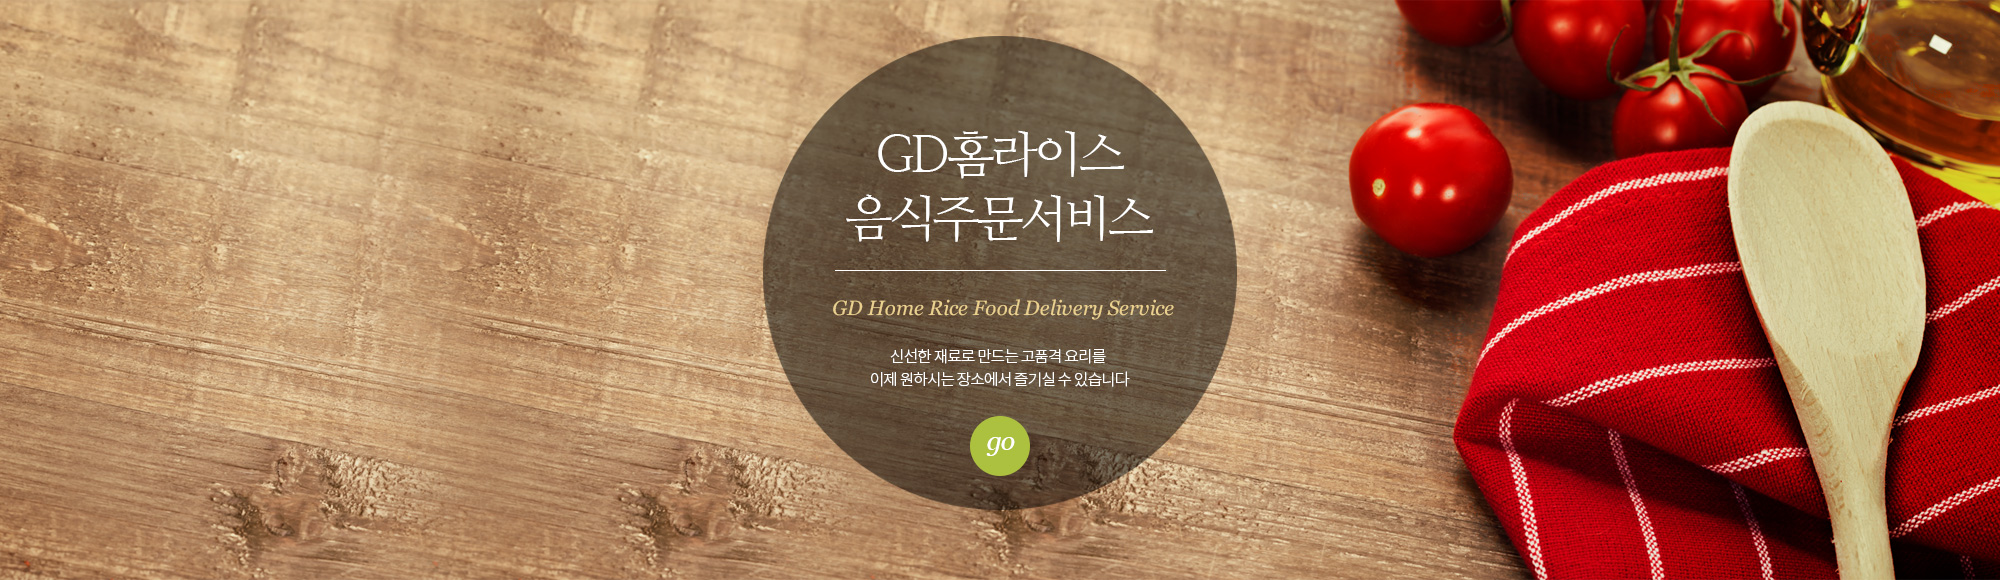 GD홈라이스
음식주문서비스
GD Home Rice Food Delivery Service
신선한 재료로 만드는 고품격 요리를
이제 원하시는 장소에서 즐기실 수 있습니다
go